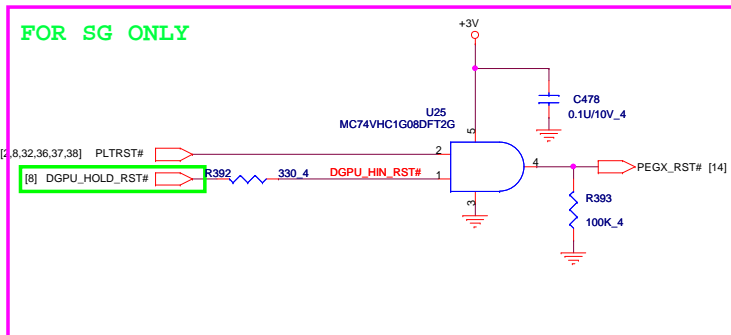 FOR SG ONLY
+3V
C478
0.1U/10V_4
U25
MC74VHC1G08DFT2G
5
[2,8,32,36,37,38] PLTRST#
2
4
PEGX_RST# [14]
[8] DGPU_HOLD_RST#
R392
330_4
DGPU_HIN_RST#
1
3
R393
100K_4